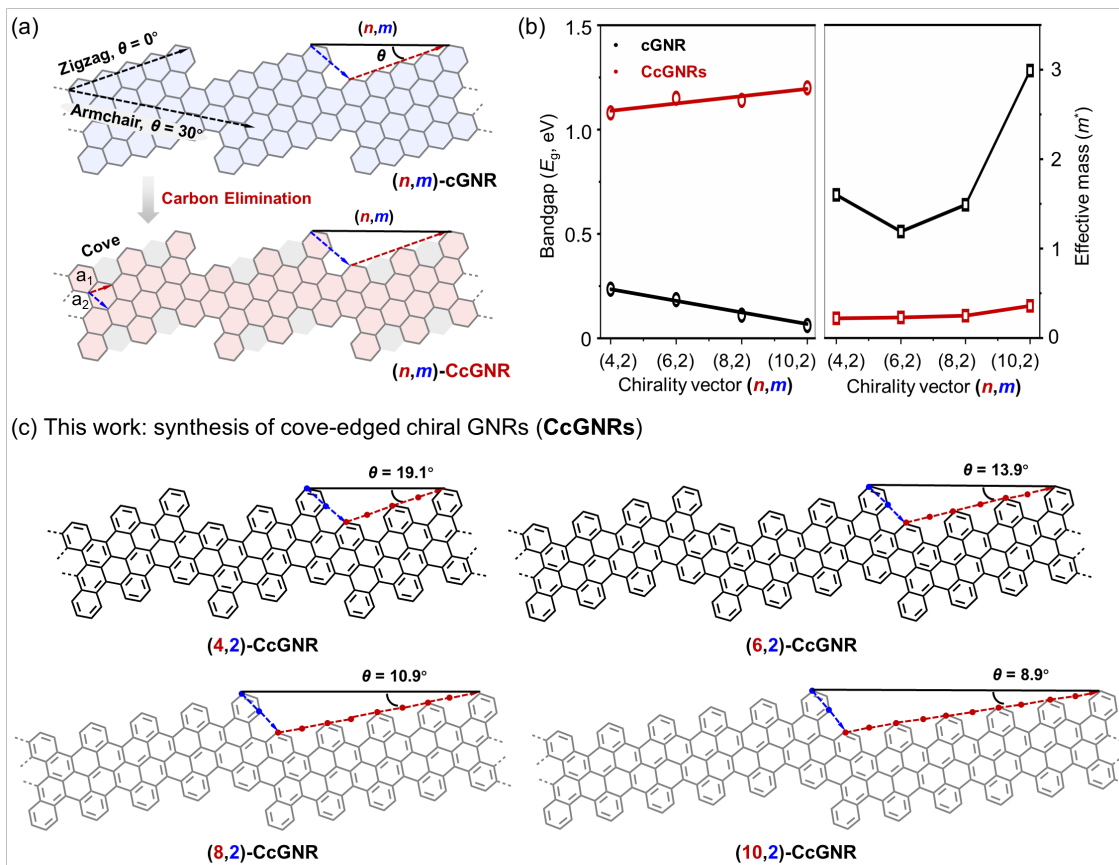 (a)
Zigzag, θ = 0°
Armchair, θ = 30°
(n,m)
θ
(n,m)-cGNR
Carbon Elimination
(n,m)
Cove
a₁
a₂
(n,m)-CcGNR
(b)
cGNR
CcGNRs
Bandgap (Eg, eV)
1.5
1.0
0.5
0
Effective mass (m*)
3
2
1
0
(4,2) (6,2) (8,2) (10,2)
(4,2) (6,2) (8,2) (10,2)
Chirality vector (n,m)
Chirality vector (n,m)
(c) This work: synthesis of cove-edged chiral GNRs (CcGNRs)
θ = 19.1°
(4,2)-CcGNR
θ = 13.9°
(6,2)-CcGNR
θ = 10.9°
(8,2)-CcGNR
θ = 8.9°
(10,2)-CcGNR